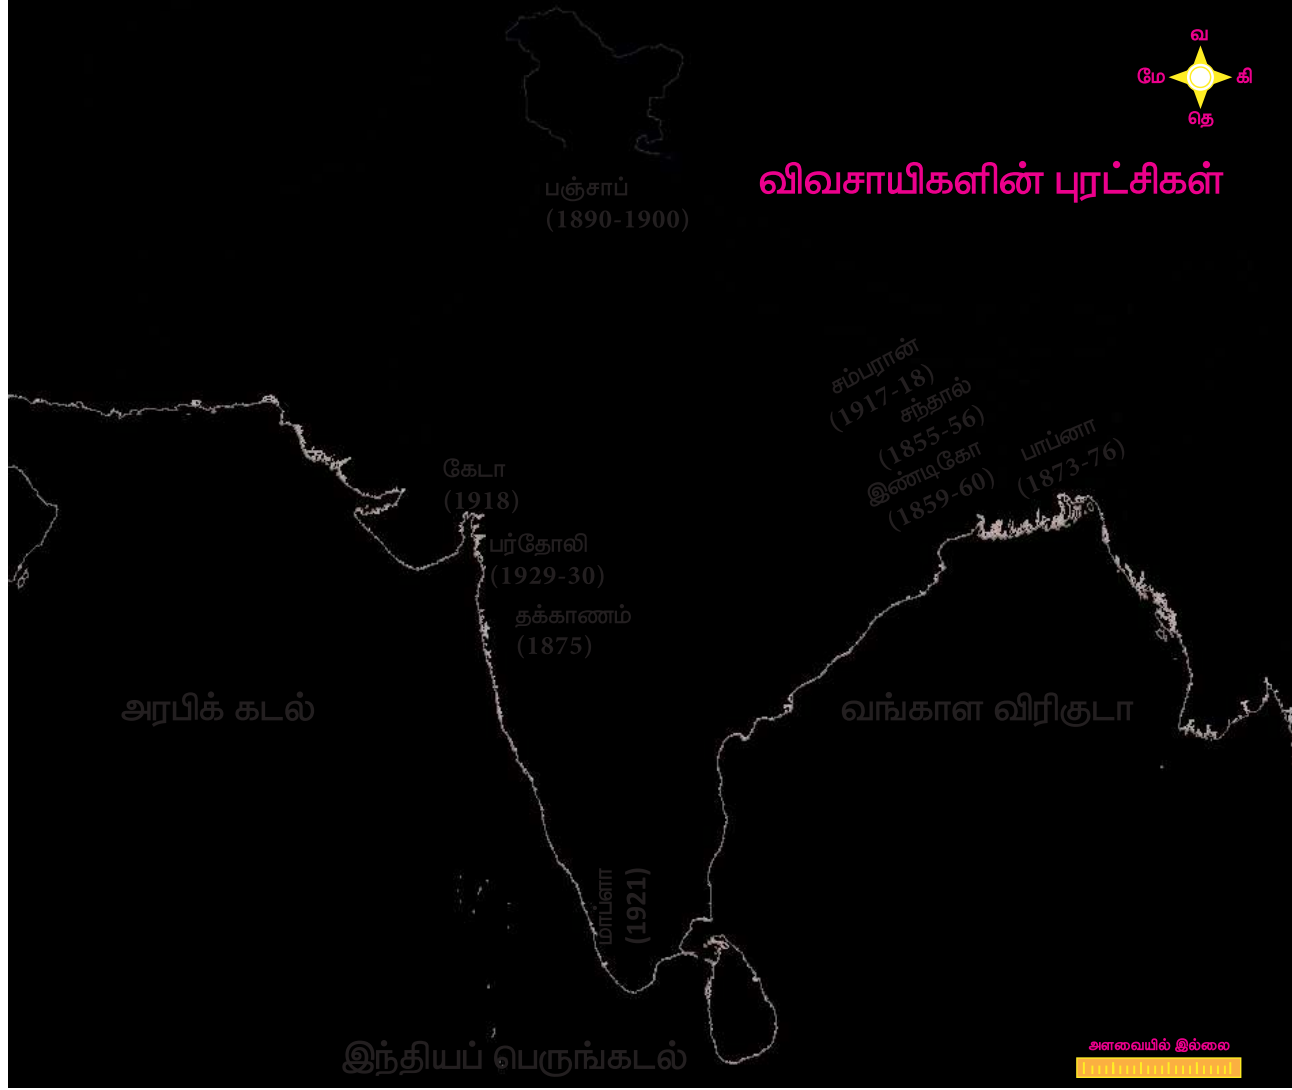 வ
மே
கி
தெ
விவசாயிகளின் புரட்சிகள்
பஞ்சாப்
(1890-1900)
சம்பரான்
(1917-18)
சந்தால்
(1855-56)
இண்டிகோ
(1859-60)
பாப்னா
(1873-76)
கேடா
(1918)
பர்தோலி
(1929-30)
தக்காணம்
(1875)
அரபிக் கடல்
வங்காள விரிகுடா
மாப்ளா
(1921)
இந்தியப் பெருங்கடல்
அளவையில் இல்லை